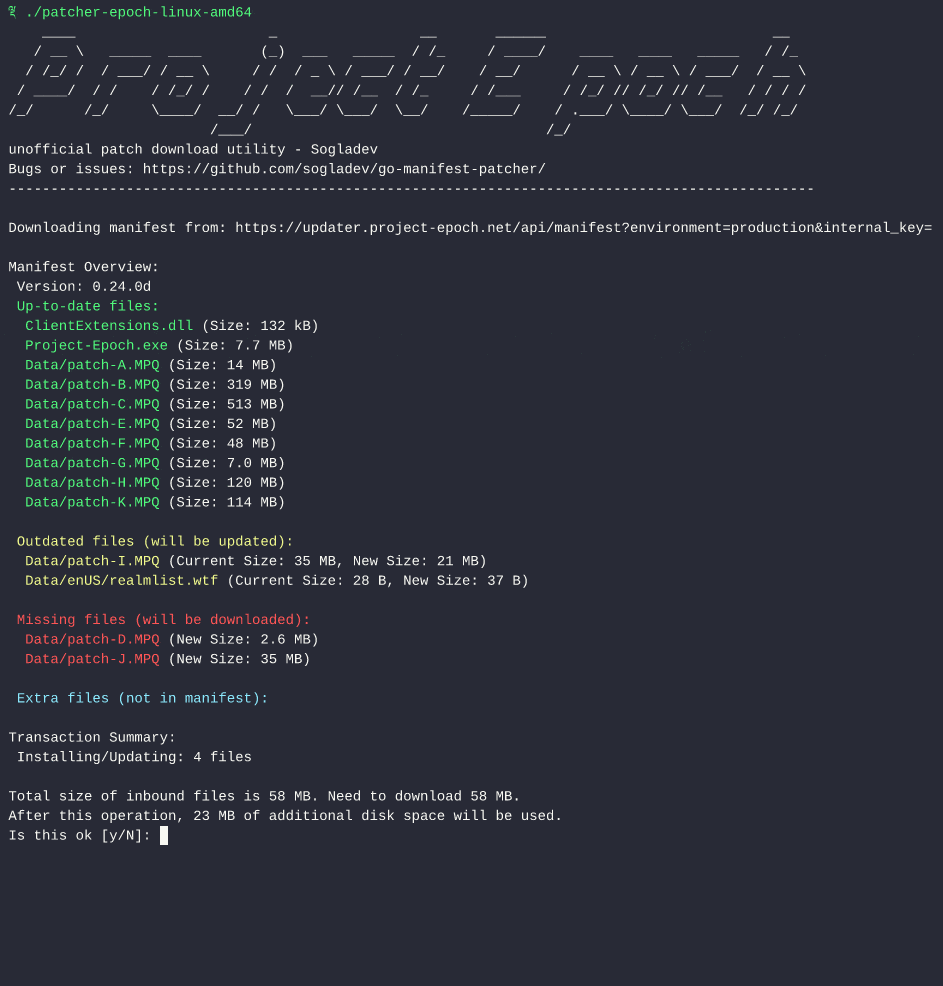 ./patcher-epoch-linux-amd64
Project Epoch
unofficial patch download utility - Sogladev
Bugs or issues: https://github.com/sogladev/go-manifest-patcher/
------------------------------------------------------------------------------------------------
Downloading manifest from: https://updater.project-epoch.net/api/manifest?environment=production&internal_key=
Manifest Overview:
Version: 0.24.0d
Up-to-date files:
ClientExtensions.dll (Size: 132 kB)
Project-Epoch.exe (Size: 7.7 MB)
Data/patch-A.MPQ (Size: 14 MB)
Data/patch-B.MPQ (Size: 319 MB)
Data/patch-C.MPQ (Size: 513 MB)
Data/patch-E.MPQ (Size: 52 MB)
Data/patch-F.MPQ (Size: 48 MB)
Data/patch-G.MPQ (Size: 7.0 MB)
Data/patch-H.MPQ (Size: 120 MB)
Data/patch-K.MPQ (Size: 114 MB)
Outdated files (will be updated):
Data/patch-I.MPQ (Current Size: 35 MB, New Size: 21 MB)
Data/enUS/realmlist.wtf (Current Size: 28 B, New Size: 37 B)
Missing files (will be downloaded):
Data/patch-D.MPQ (New Size: 2.6 MB)
Data/patch-J.MPQ (New Size: 35 MB)
Extra files (not in manifest):
Transaction Summary:
Installing/Updating: 4 files
Total size of inbound files is 58 MB. Need to download 58 MB.
After this operation, 23 MB of additional disk space will be used.
Is this ok [y/N]: